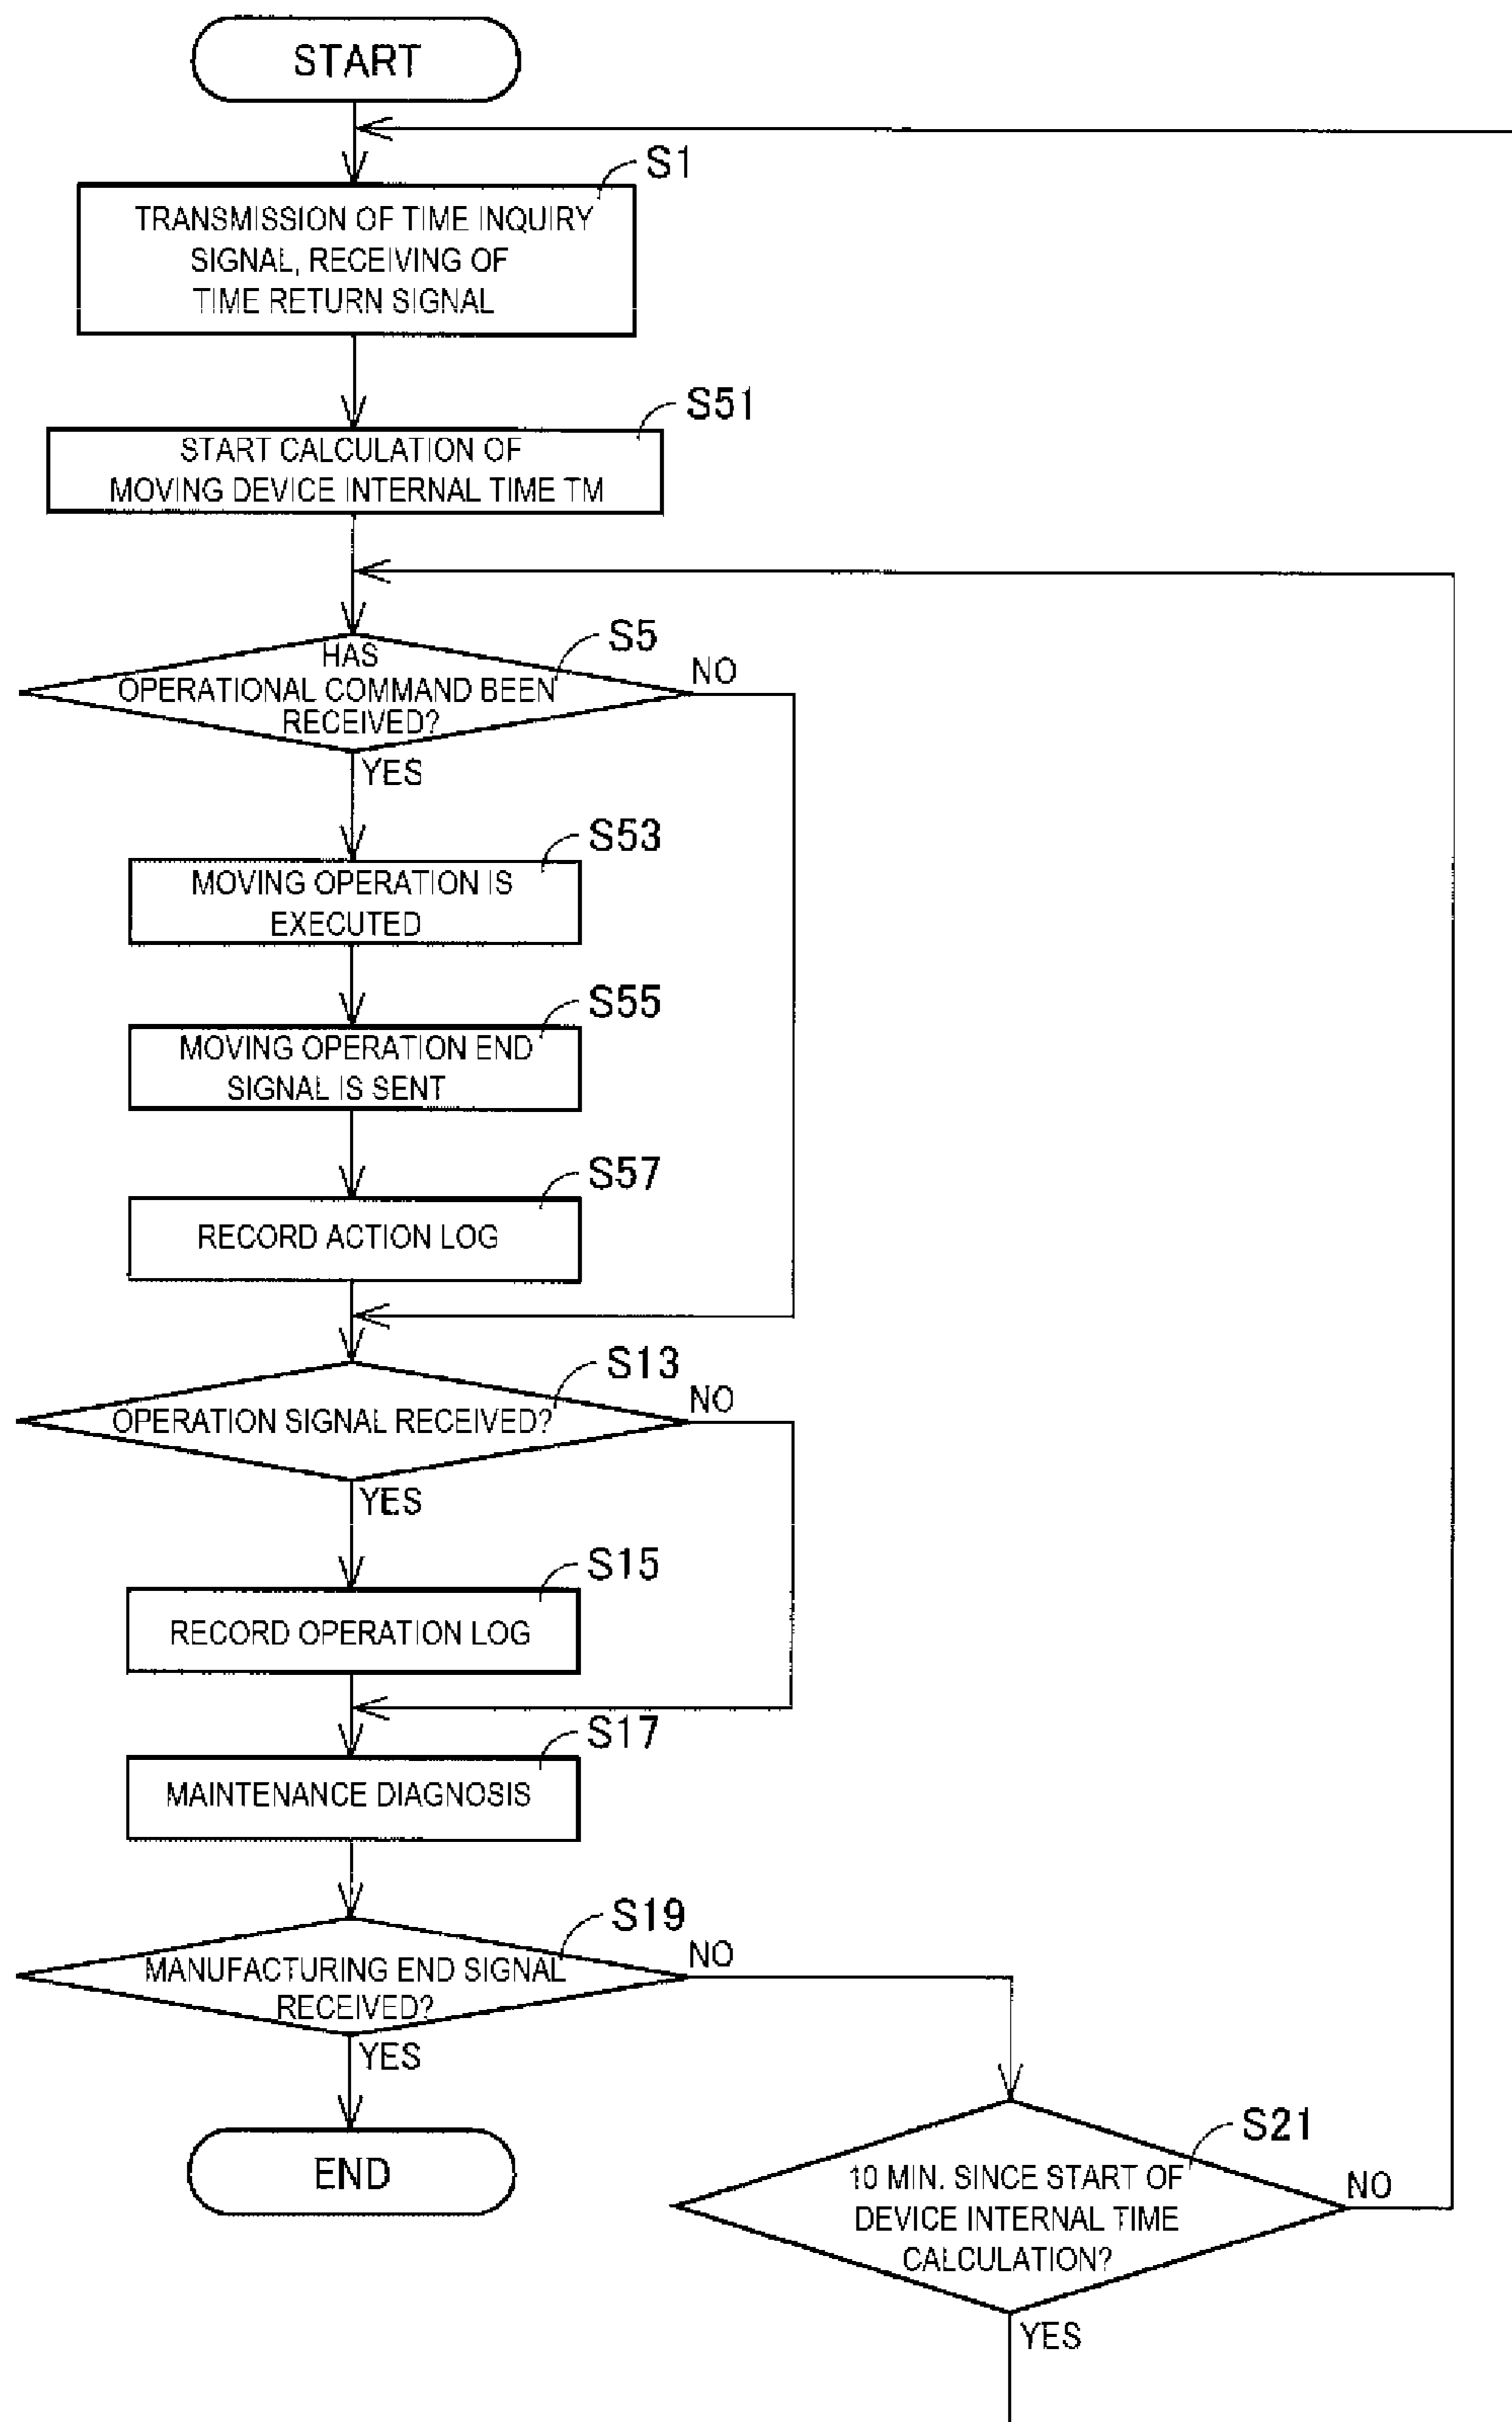 START
S1
TRANSMISSION OF TIME INQUIRY
SIGNAL, RECEIVING OF
TIME RETURN SIGNAL
S51
START CALCULATION OF
MOVING DEVICE INTERNAL TIME TM
S5
HAS
OPERATIONAL COMMAND BEEN
RECEIVED?
NO
YES
S53
MOVING OPERATION IS
EXECUTED
S55
MOVING OPERATION END
SIGNAL IS SENT
S57
RECORD ACTION LOG
S13
OPERATION SIGNAL RECEIVED?
NO
YES
S15
RECORD OPERATION LOG
S17
MAINTENANCE DIAGNOSIS
S19
MANUFACTURING END SIGNAL
RECEIVED?
NO
YES
END
S21
10 MIN. SINCE START OF
DEVICE INTERNAL TIME
CALCULATION?
NO
YES